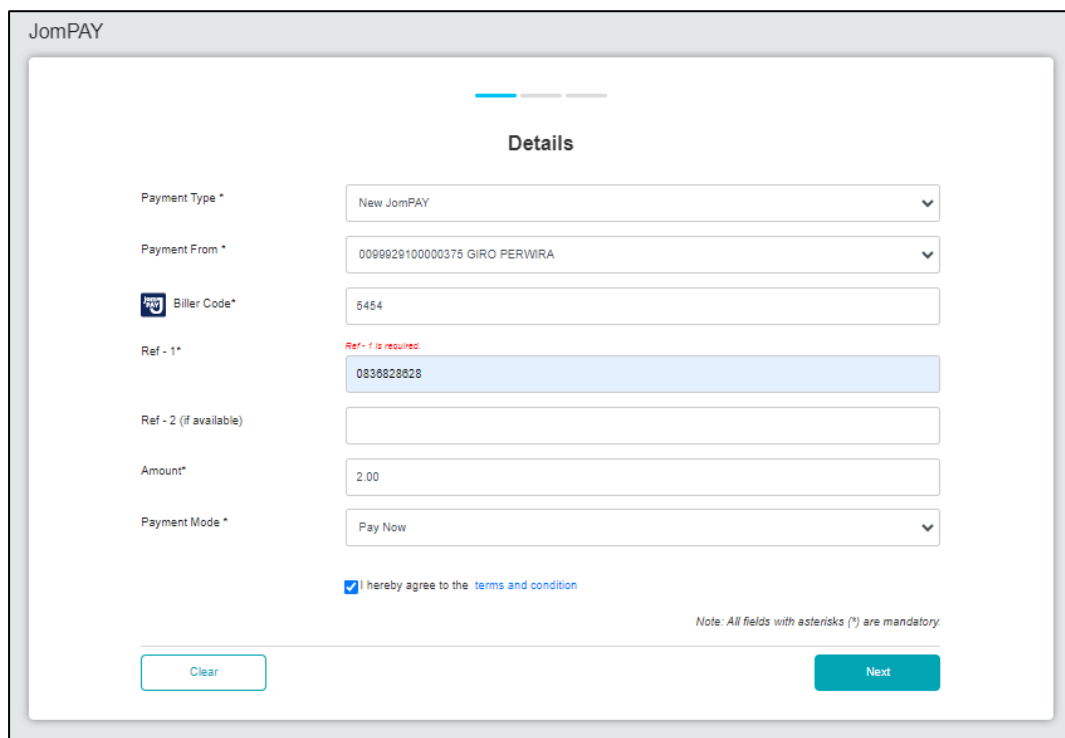 JomPAY
Details
Payment Type *
New JomPAY
Payment From *
0099929100000375 GIRO PERWIRA
Jom PAY Biller Code*
5454
Ref - 1*
Ref - 1 is required.
0836828628
Ref - 2 (if available)
Amount*
2.00
Payment Mode *
Pay Now
I hereby agree to the terms and condition
Note: All fields with asterisks (*) are mandatory.
Clear
Next